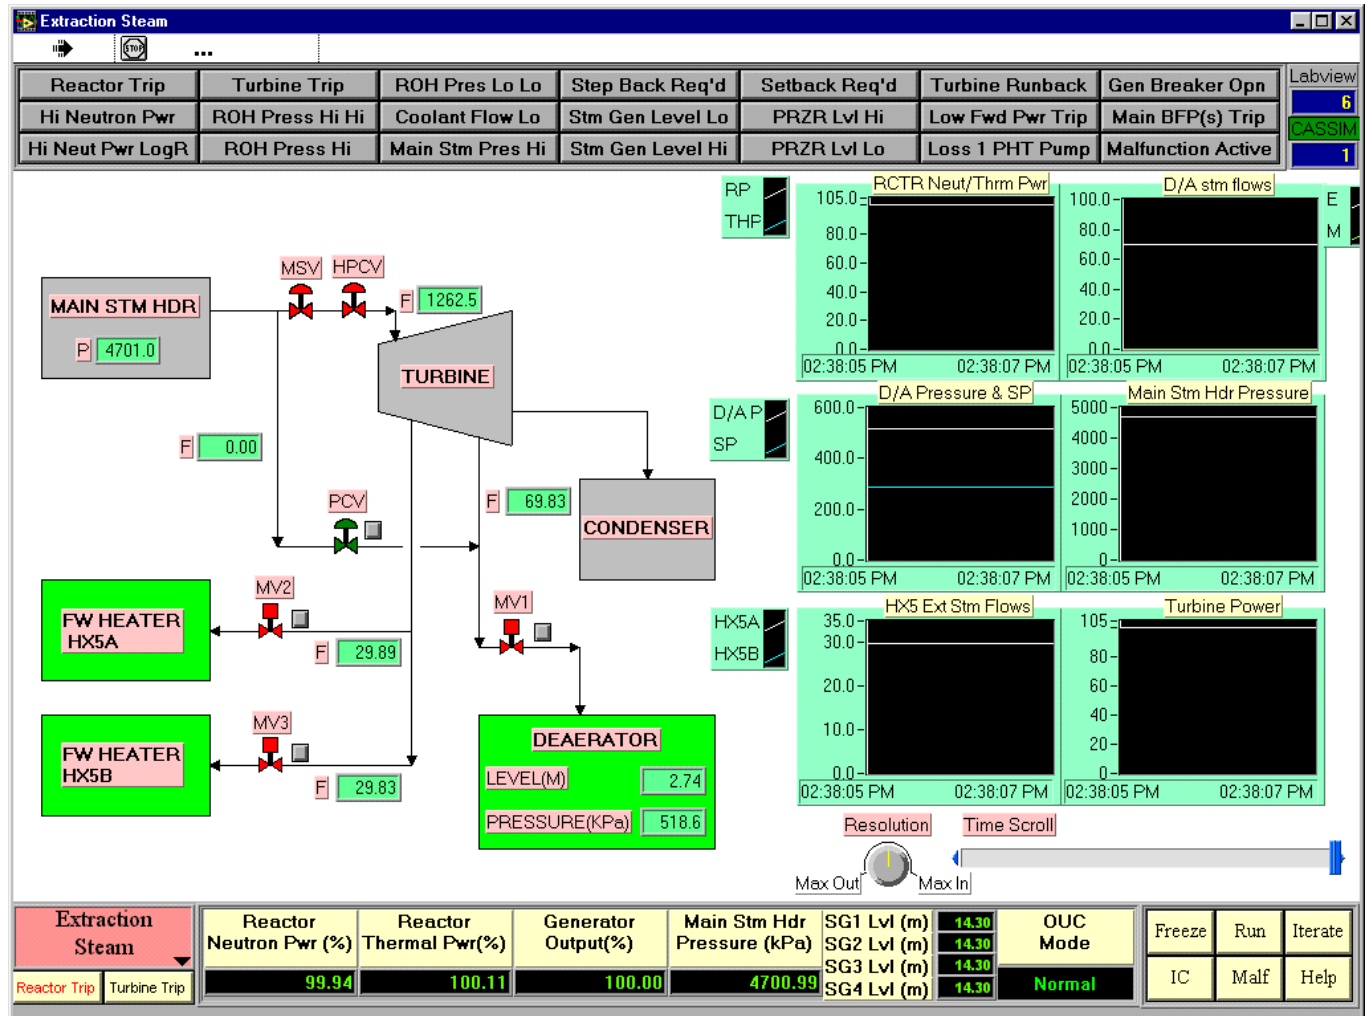 Extraction Steam
STOP
...
Reactor Trip
Turbine Trip
ROH Pres Lo Lo
Step Back Req'd
Setback Req'd
Turbine Runback
Gen Breaker Opn
Labview
6
Hi Neutron Pwr
ROH Press Hi Hi
Coolant Flow Lo
Stm Gen Level Lo
PRZR Lvl Hi
Low Fwd Pwr Trip
Main BFP(s) Trip
CASSIM
Hi Neut Pwr LogR
ROH Press Hi
Main Stm Pres Hi
Stm Gen Level Hi
PRZR Lvl Lo
Loss 1 PHT Pump
Malfunction Active
1
MAIN STM HDR
P 4701.0
MSV
HPCV
F 1262.5
TURBINE
F 0.00
PCV
F 69.83
CONDENSER
MV2
FW HEATER
HX5A
F 29.89
MV1
MV3
FW HEATER
HX5B
F 29.83
DEAERATOR
LEVEL(M) 2.74
PRESSURE(KPa) 518.6
RP
THP
RCTR Neut/Thrm Pwr
105.0
80.0
60.0
40.0
20.0
0.0
02:38:05 PM 02:38:07 PM
D/A stm flows
100.0
80.0
60.0
40.0
20.0
0.0
02:38:05 PM 02:38:07 PM
E
M
D/A P
SP
D/A Pressure & SP
600.0
400.0
200.0
0.0
02:38:05 PM 02:38:07 PM
Main Stm Hdr Pressure
5000
4000
3000
2000
1000
0
02:38:05 PM 02:38:07 PM
HX5A
HX5B
HX5 Ext Stm Flows
35.0
30.0
20.0
10.0
0.0
02:38:05 PM 02:38:07 PM
Turbine Power
105
80
60
40
20
0
02:38:05 PM 02:38:07 PM
Resolution
Max Out
Max In
Time Scroll
Extraction
Steam
Reactor Trip
Turbine Trip
Reactor
Neutron Pwr (%)
99.94
Reactor
Thermal Pwr(%)
100.11
Generator
Output(%)
100.00
Main Stm Hdr
Pressure (kPa)
4700.99
SG1 Lvl (m) 14.30
SG2 Lvl (m) 14.30
SG3 Lvl (m) 14.30
SG4 Lvl (m) 14.30
OUC
Mode
Normal
Freeze
Run
Iterate
IC
Malf
Help